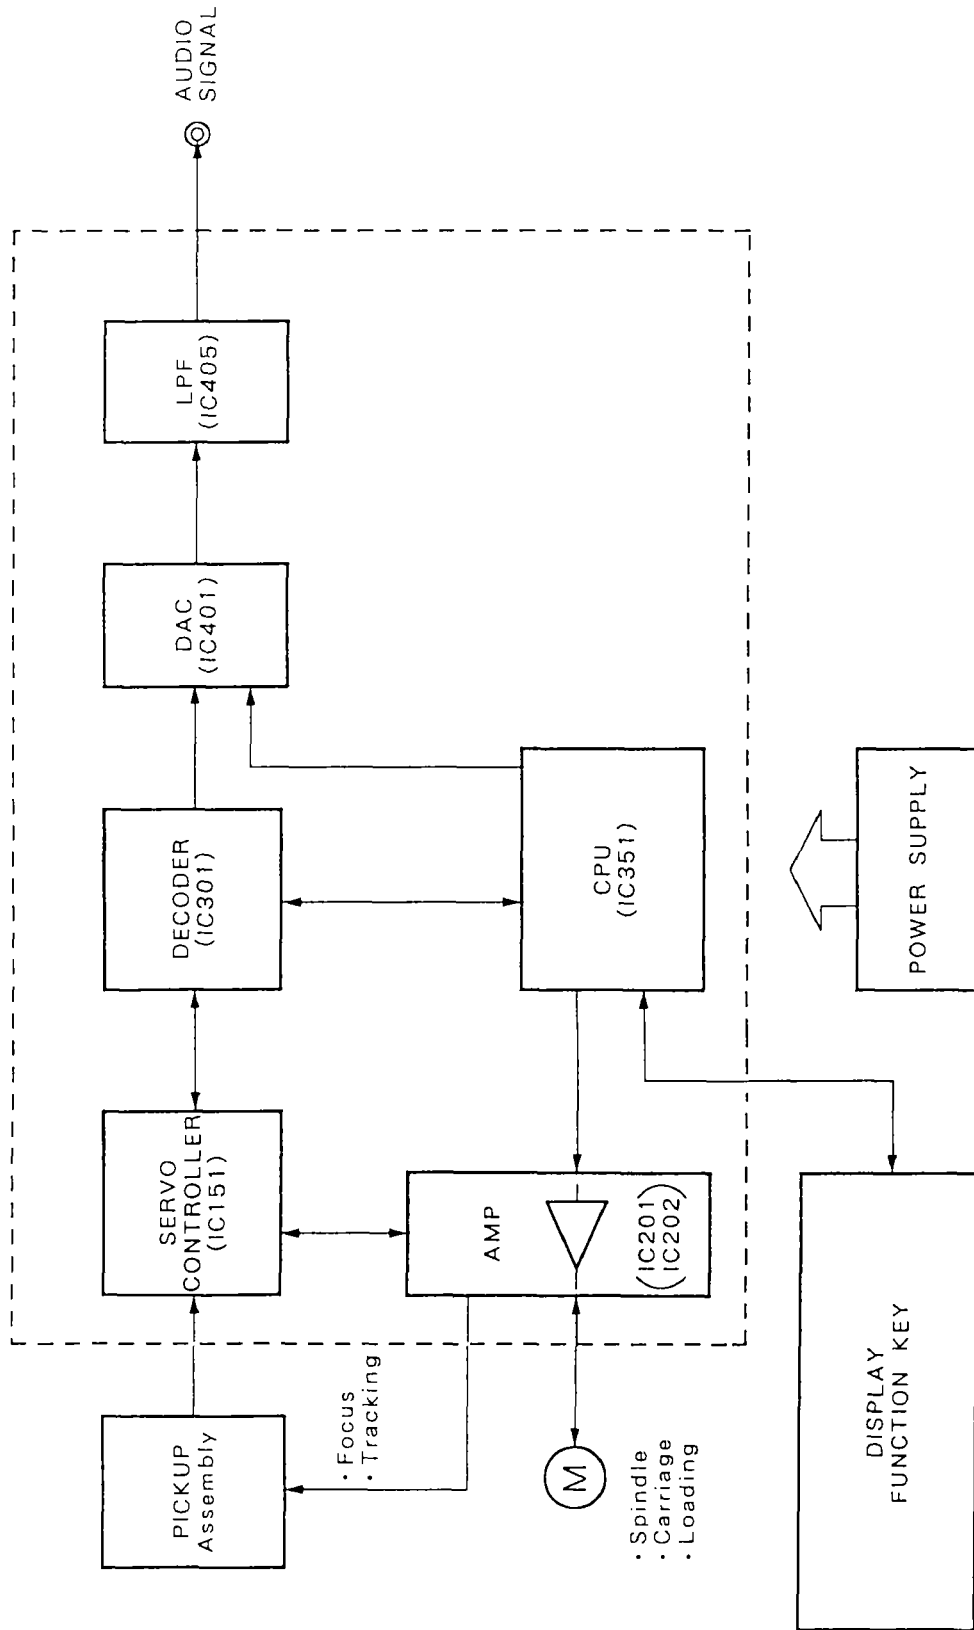 PICKUP
Assembly
SERVO
CONTROLLER
(IC151)
DECODER
(IC301)
DAC
(IC401)
LPF
(IC405)
AUDIO
SIGNAL
· Focus
· Tracking
AMP
(IC201)
(IC202)
CPU
(IC351)
M
· Spindle
· Carriage
· Loading
DISPLAY
FUNCTION KEY
POWER SUPPLY